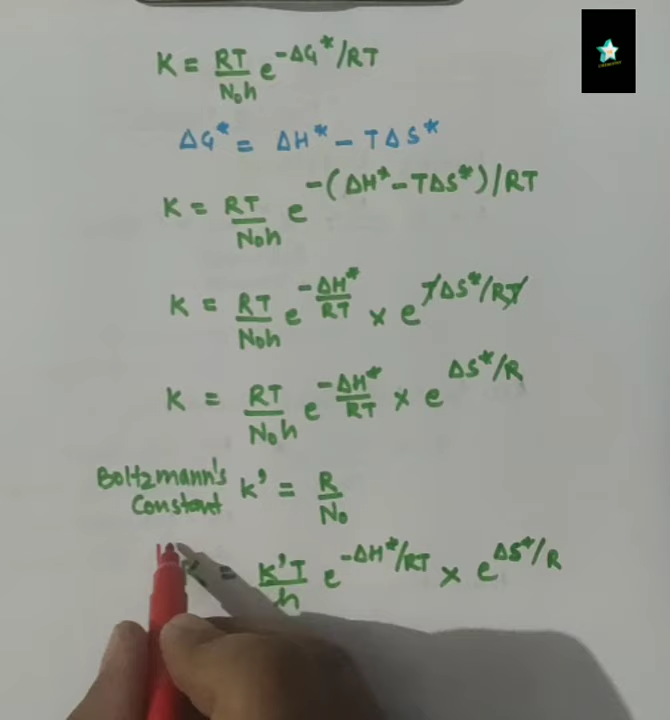 K = RT/N₀h e^-ΔG*/RT
ΔG* = ΔH* - TΔS*
K = RT/N₀h e^-(ΔH*-TΔS*)/RT
K = RT/N₀h e^-ΔH*/RT × e^TΔS*/RT
K = RT/N₀h e^-ΔH*/RT × e^ΔS*/R
Boltzmann's
Constant k' = R/N₀
= k'T/h e^-ΔH*/RT × e^ΔS*/R